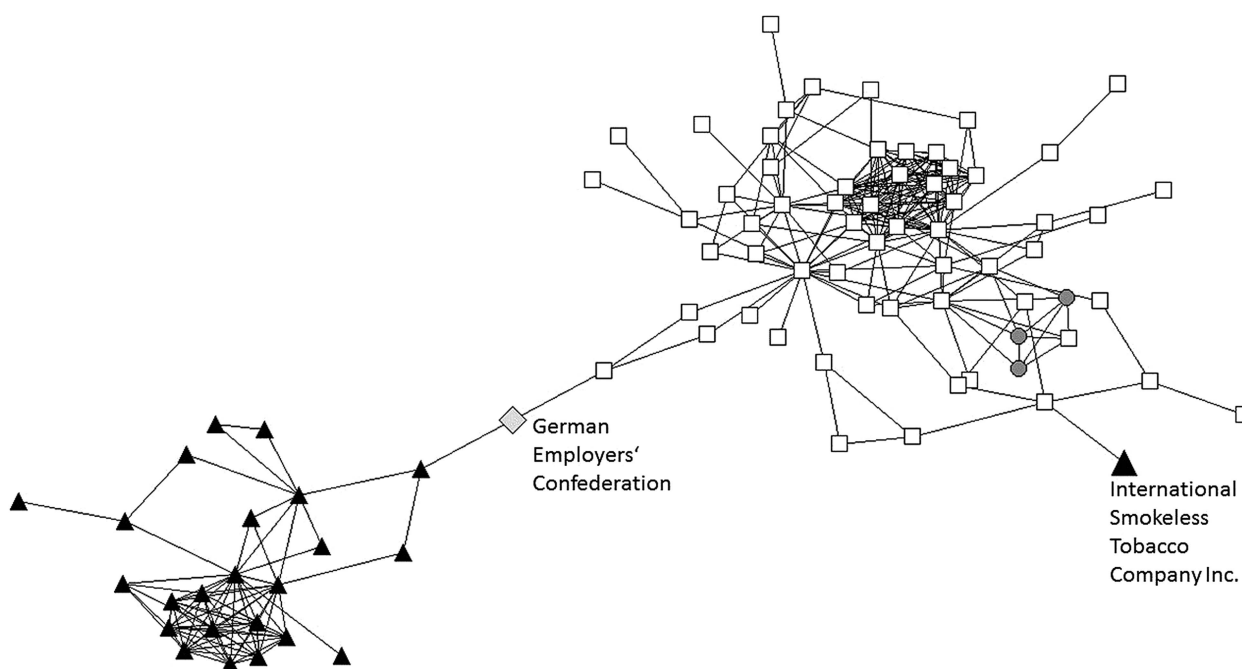 German
Employers‘
Confederation
International
Smokeless
Tobacco
Company Inc.